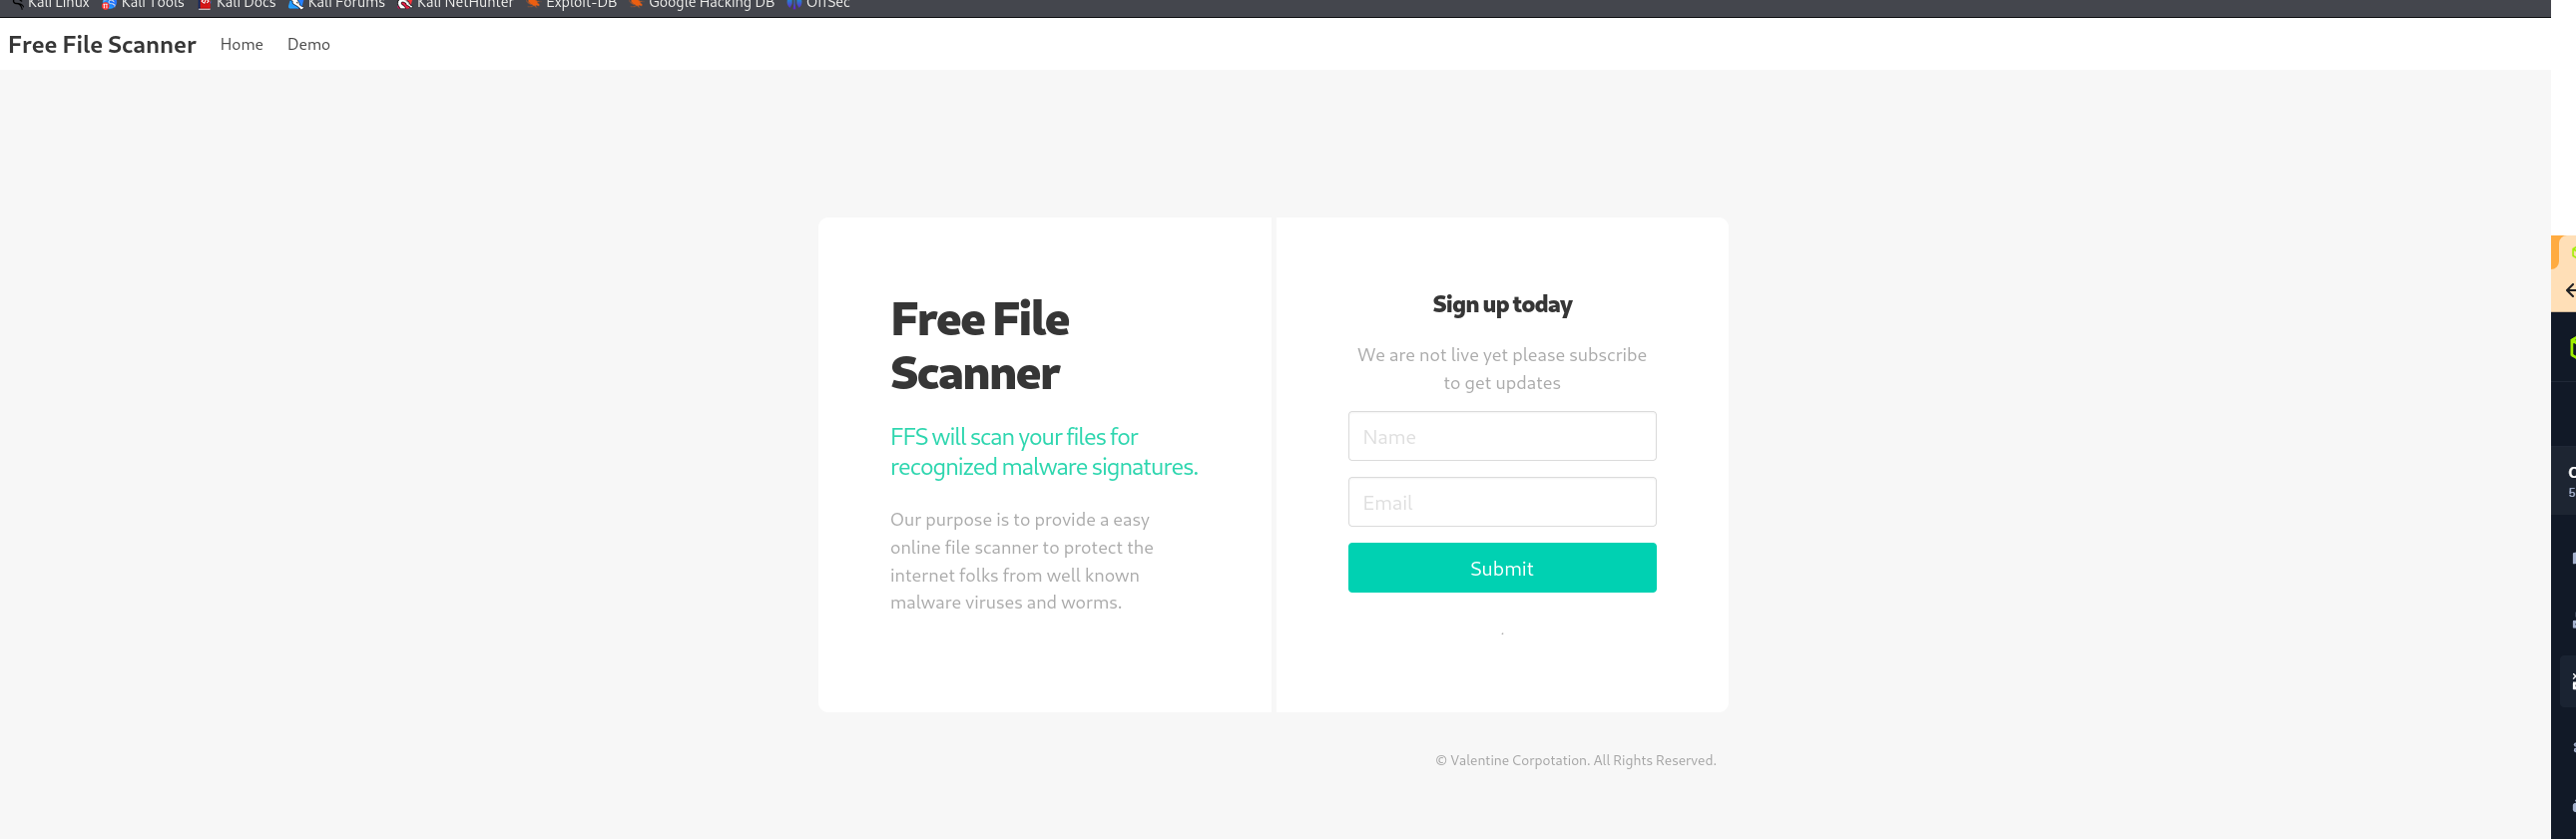 Kali Linux Kali Tools Kali Docs Kali Forums Kali NetHunter Exploit-DB Google Hacking DB OffSec
Free File Scanner Home Demo
Free File
Scanner
FFS will scan your files for
recognized malware signatures.
Our purpose is to provide a easy
online file scanner to protect the
internet folks from well known
malware viruses and worms.
Sign up today
We are not live yet please subscribe
to get updates
Name
Email
Submit
.
© Valentine Corpotation. All Rights Reserved.